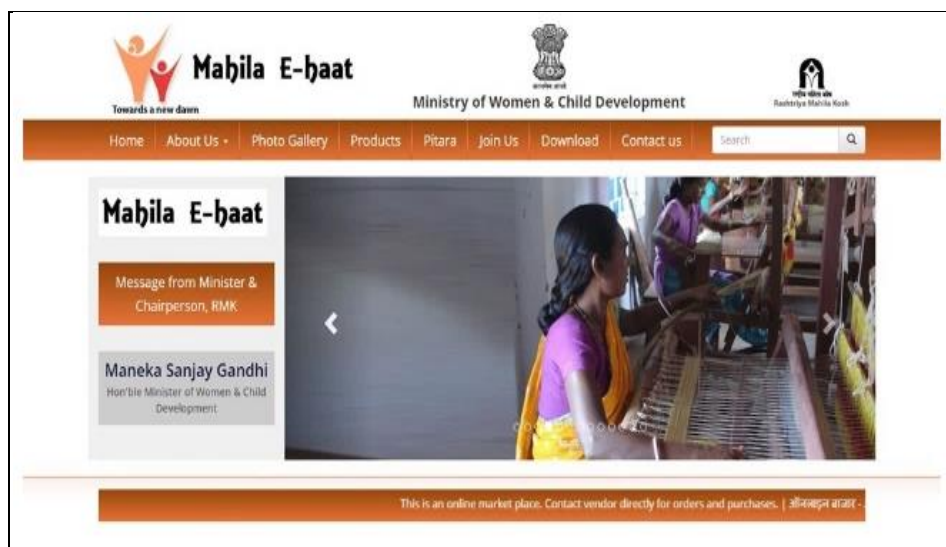 Mahila E-haat
Towards a new dawn
Ministry of Women & Child Development
Rashtriya Mahila Kosh
Home About Us Photo Gallery Products Pitara Join Us Download Contact us Search
Mahila E-haat
Message from Minister &
Chairperson, RMK
Maneka Sanjay Gandhi
Hon'ble Minister of Women & Child
Development
This is an online market place. Contact vendor directly for orders and purchases. | ऑनलाइन बाजार -